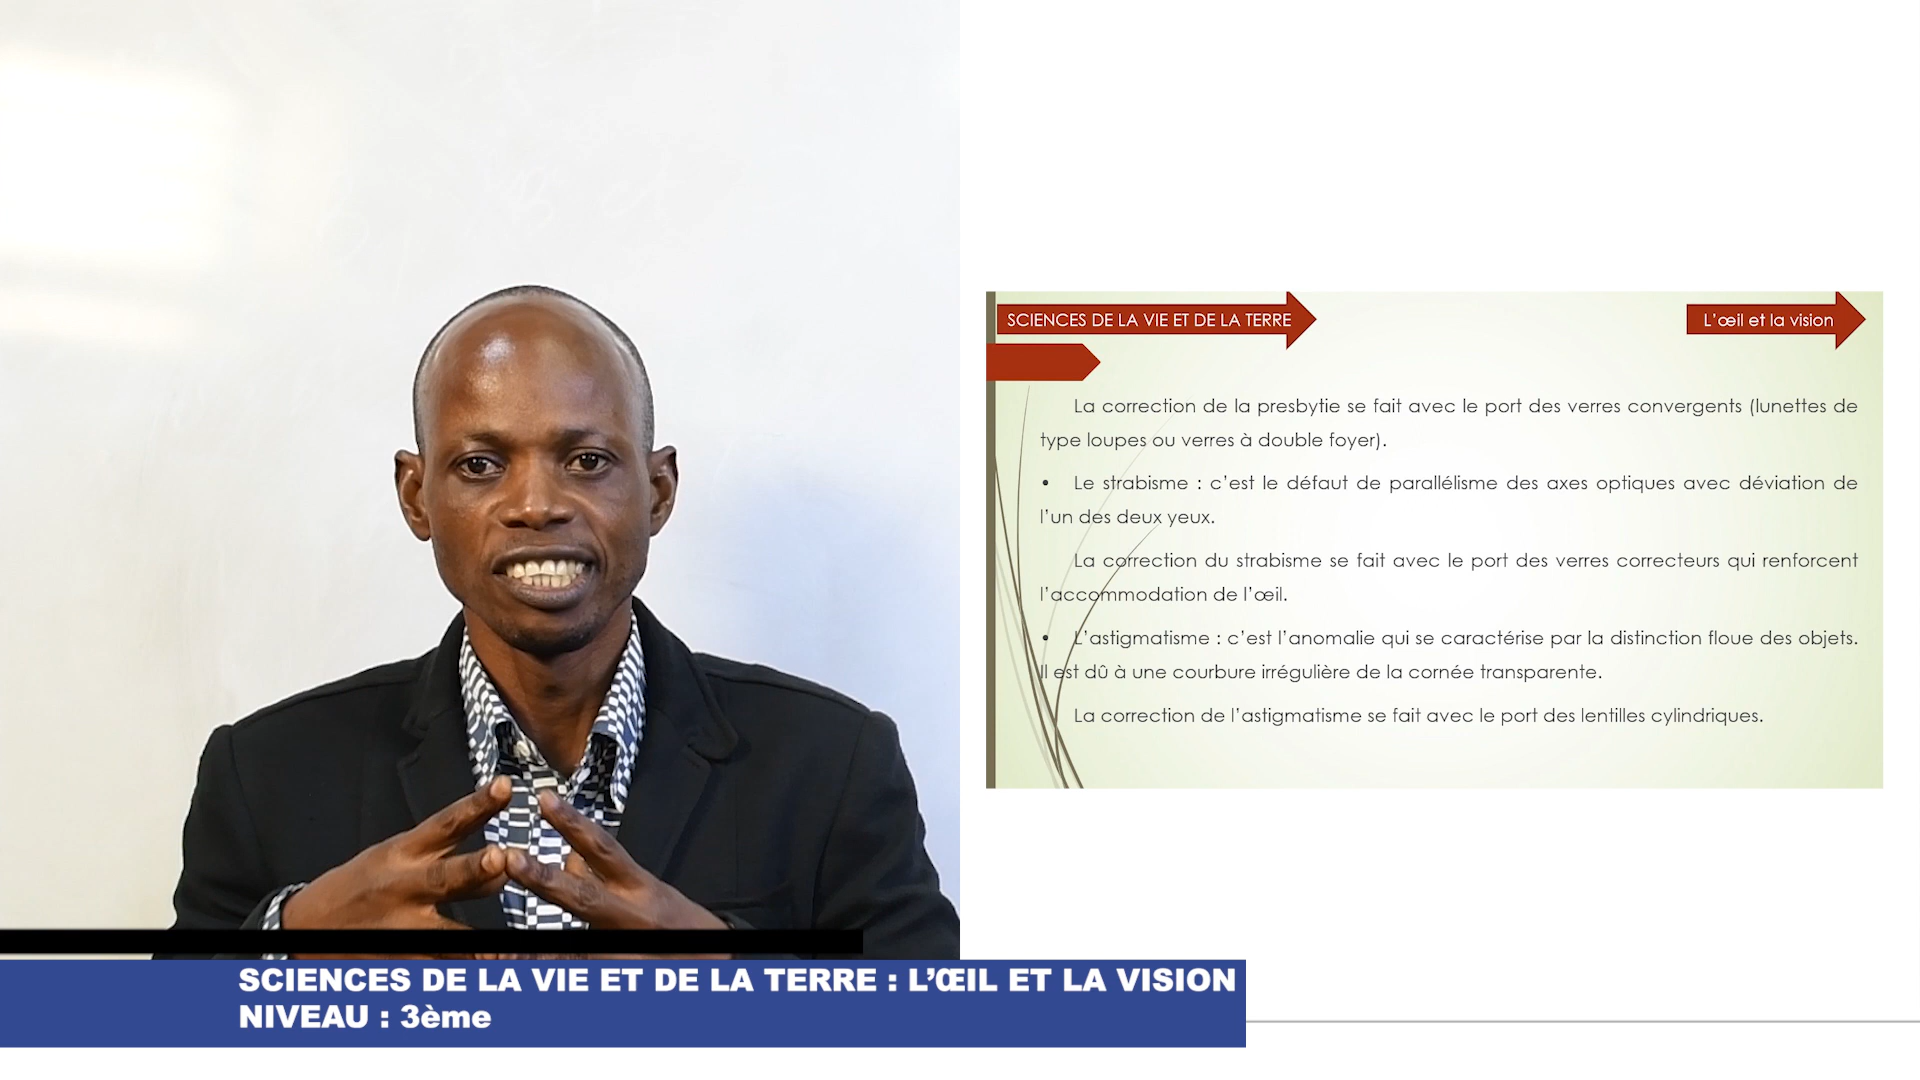 SCIENCES DE LA VIE ET DE LA TERRE
L’œil et la vision
La correction de la presbytie se fait avec le port des verres convergents (lunettes de
type loupes ou verres à double foyer).
• Le strabisme : c’est le défaut de parallélisme des axes optiques avec déviation de
l’un des deux yeux.
La correction du strabisme se fait avec le port des verres correcteurs qui renforcent
l’accommodation de l’œil.
• L’astigmatisme : c’est l’anomalie qui se caractérise par la distinction floue des objets.
Il est dû à une courbure irrégulière de la cornée transparente.
La correction de l’astigmatisme se fait avec le port des lentilles cylindriques.
SCIENCES DE LA VIE ET DE LA TERRE : L’ŒIL ET LA VISION
NIVEAU : 3ème